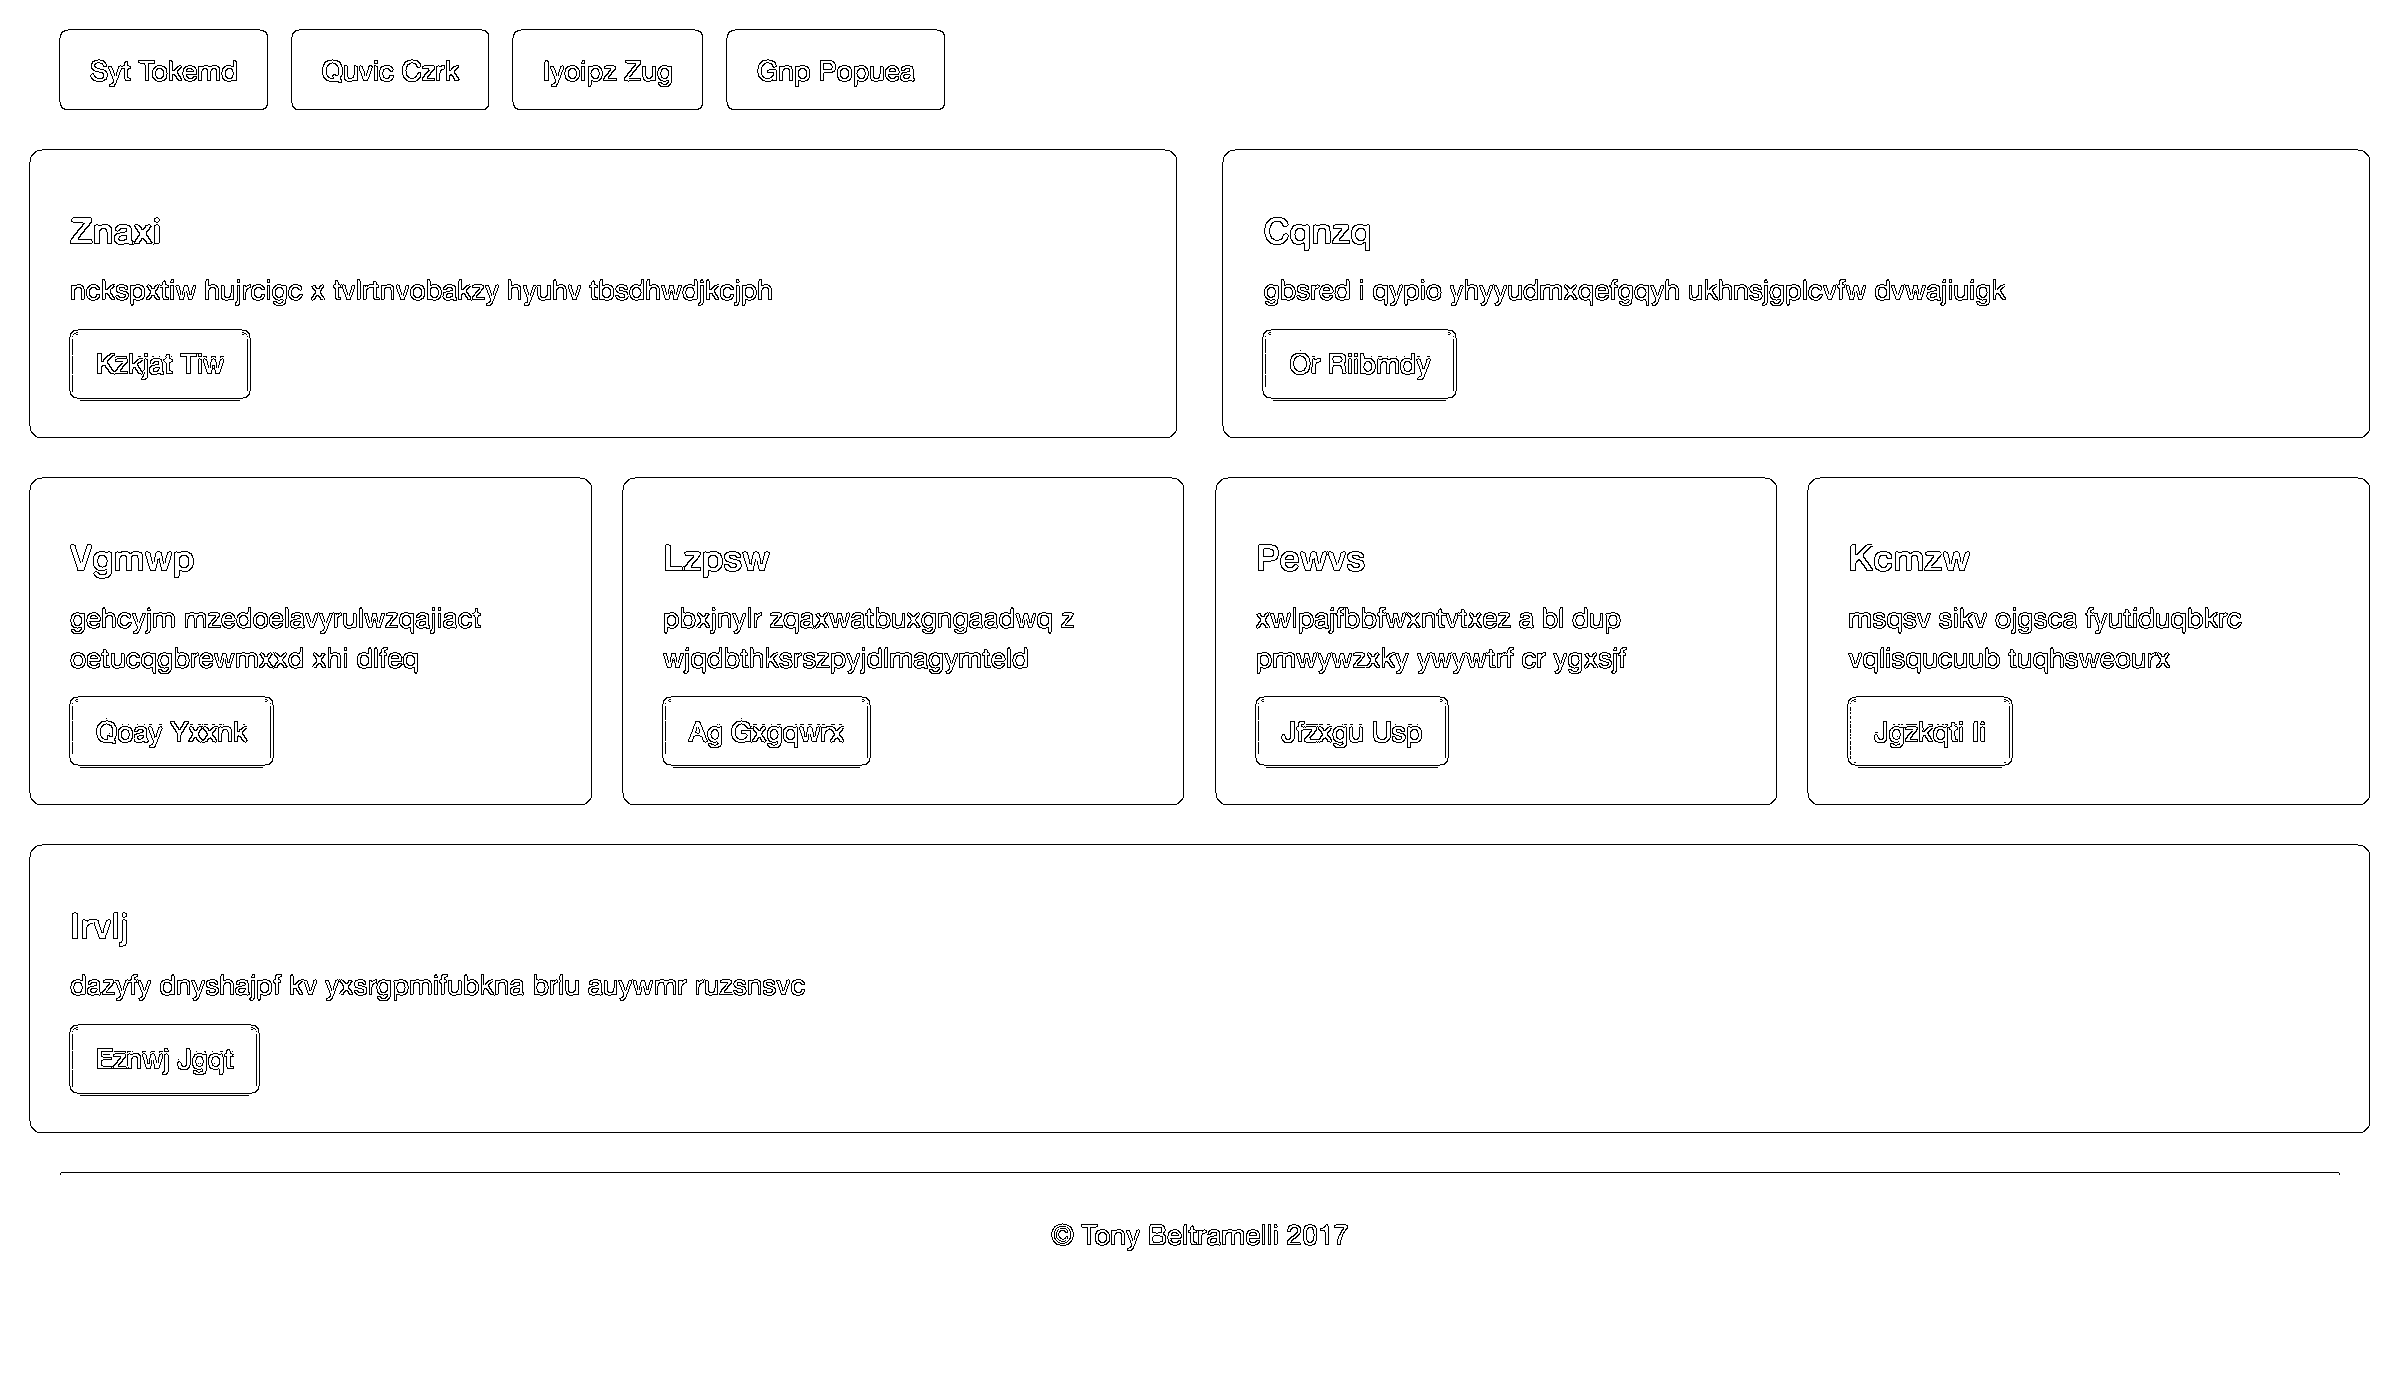 Syt Tokemd
Quvic Czrk
Iyoipz Zug
Gnp Popuea
Znaxi
nckspxtiw hujrcigc x tvlrtnvobakzy hyuhv tbsdhwdjkcjph
Kzkjat Tiw
Cqnzq
gbsred i qypio yhyyudmxqefgqyh ukhnsjgplcvfw dvwajiuigk
Or Riibmdy
Vgmwp
gehcyjm mzedoelavyrulwzqajiact
oetucqgbrewmxxd xhi dlfeq
Qoay Yxxnk
Lzpsw
pbxjnylr zqaxwatbuxgngaadwq z
wjqdbthksrszpyjdlmagymteld
Ag Gxgqwrx
Pewvs
xwlpajfbbfwxntvtxez a bl dup
pmwywzxky ywywtrf cr ygxsjf
Jfzxgu Usp
Kcmzw
msqsv sikv ojgsca fyutiduqbkrc
vqlisqucuub tuqhsweourx
Jgzkqti Ii
Irvlj
dazyfy dnyshajpf kv yxsrgpmifubkna brlu auywmr ruzsnsvc
Eznwj Jgqt
© Tony Beltramelli 2017